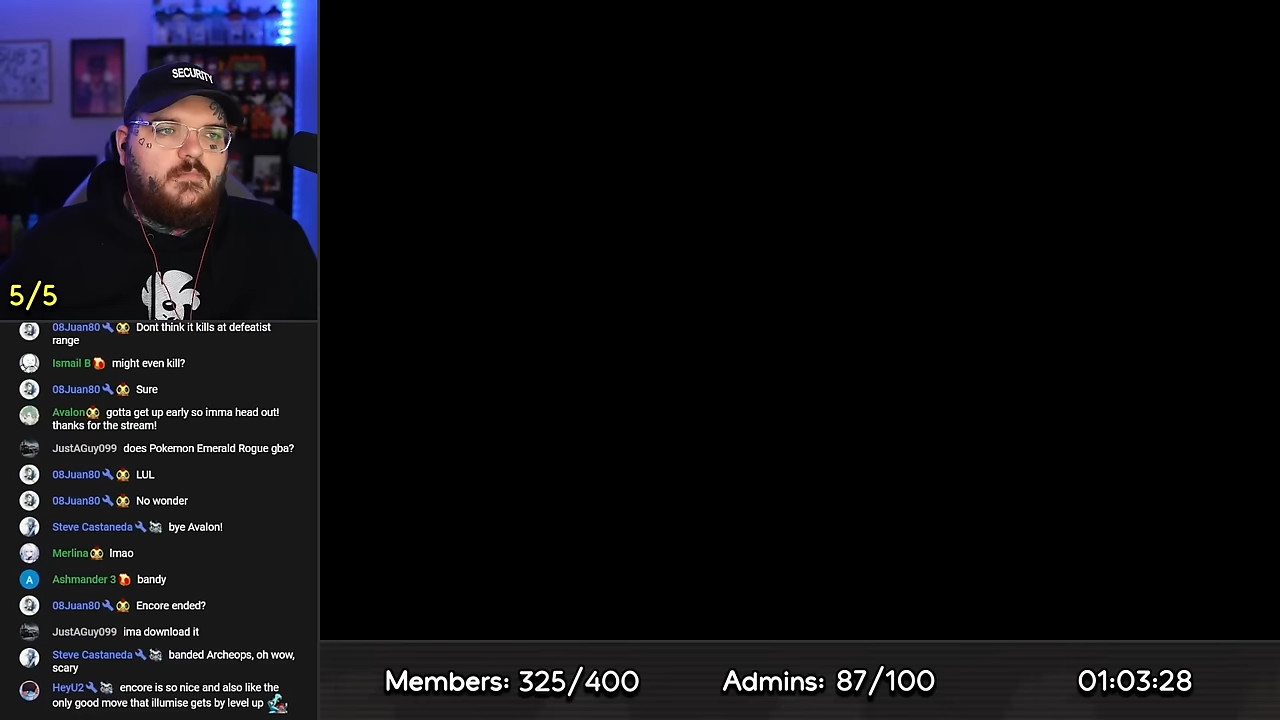 SECURITY
5/5
08Juan80 Dont think it kills at defeatist
range
Ismail B might even kill?
08Juan80 Sure
Avalon gotta get up early so imma head out!
thanks for the stream!
JustAGuy099 does Pokemon Emerald Rogue gba?
08Juan80 LUL
08Juan80 No wonder
Steve Castaneda bye Avalon!
Merlina lmao
A Ashmander 3 bandy
08Juan80 Encore ended?
JustAGuy099 ima download it
Steve Castaneda banded Archeops, oh wow,
scary
HeyU2 encore is so nice and also like the
only good move that illumise gets by level up
Members: 325/400 Admins: 87/100 01:03:28